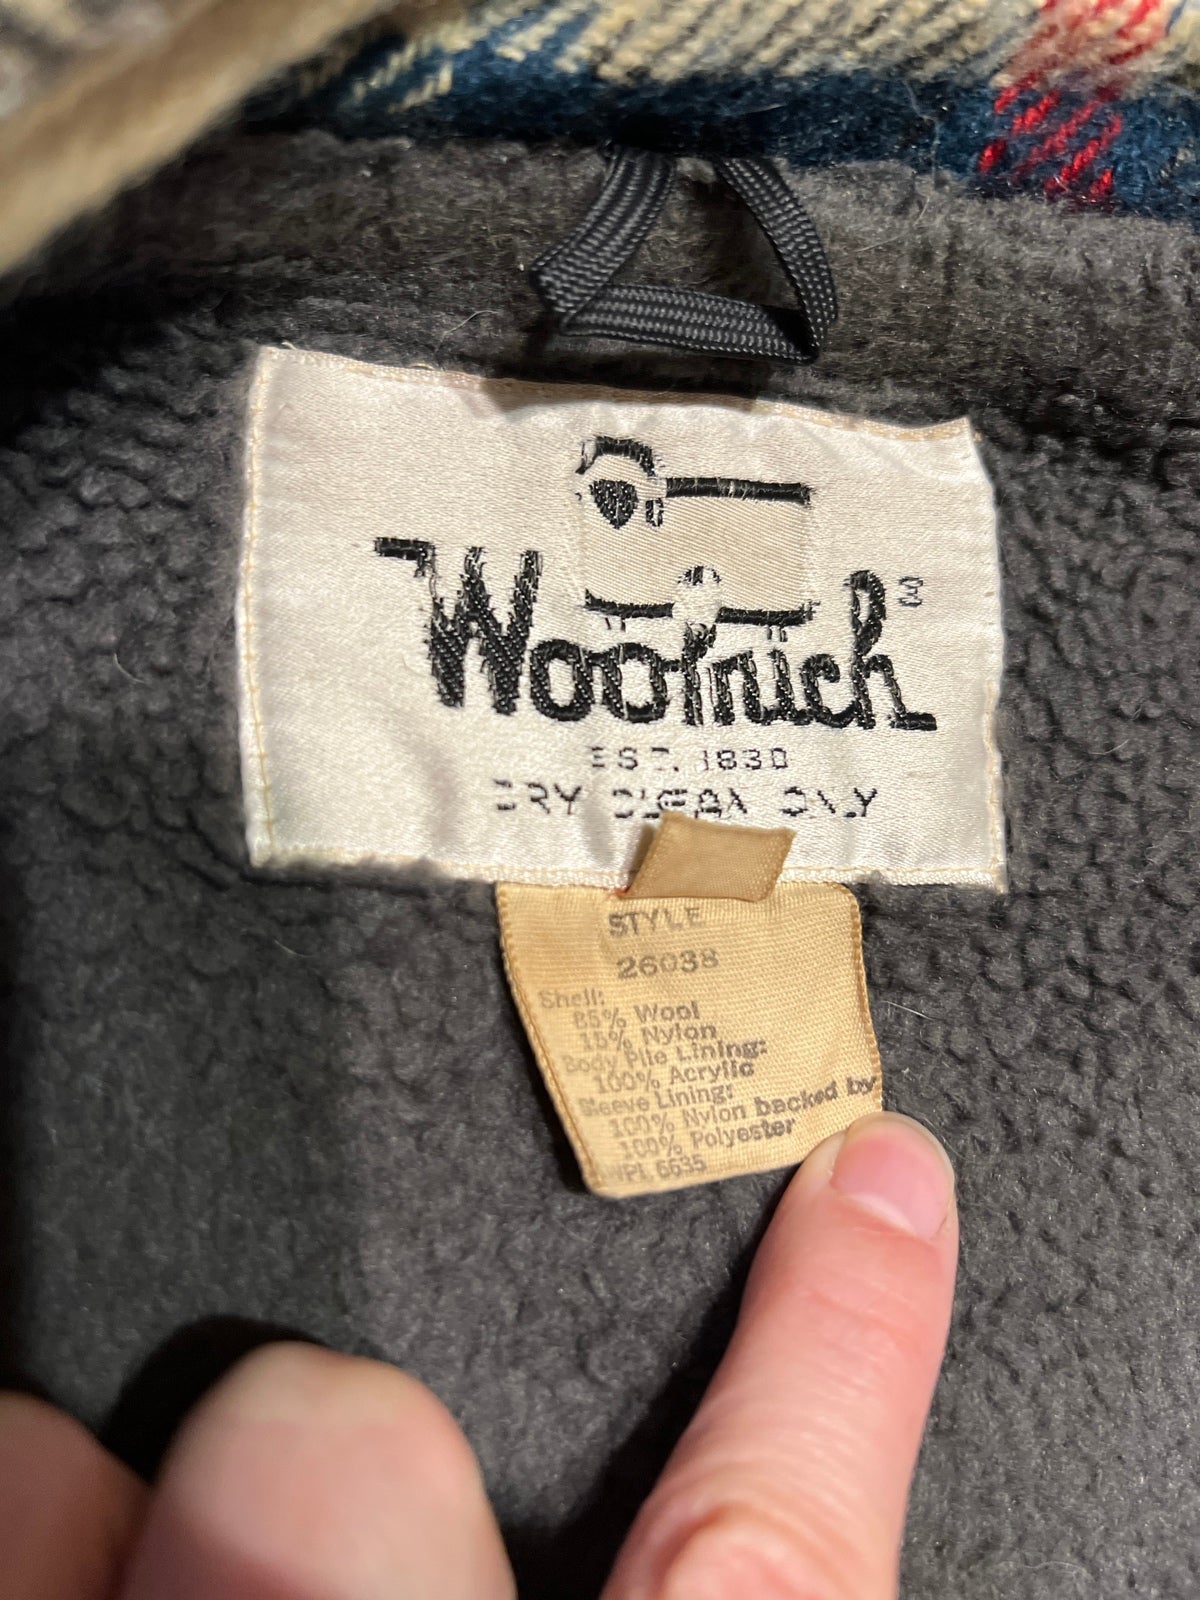 Woolrich
EST. 1830
DRY CLEAN ONLY
STYLE
26038
Shell:
85% Wool
15% Nylon
Body Pile Lining:
100% Acrylic
Sleeve Lining:
100% Nylon backed by
100% Polyester
WPL 6635